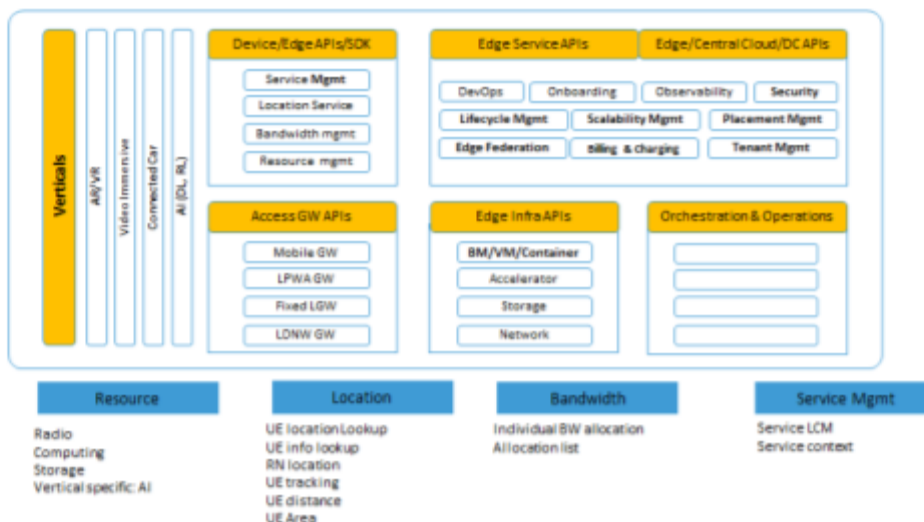 Verticals
AR/VR
Video Immersive
Connected Car
AI (DL, RL)
Device/Edge APIs/SDK
Service Mgmt
Location Service
Bandwidth mgmt
Resource mgmt
Edge Service APIs
Edge/Central Cloud/DC APIs
DevOps
Onboarding
Observability
Security
Lifecycle Mgmt
Scalability Mgmt
Placement Mgmt
Edge Federation
Billing & Charging
Tenant Mgmt
Access GW APIs
Mobile GW
LPWA GW
Fixed LGW
LDNW GW
Edge Infra APIs
BM/VM/Container
Accelerator
Storage
Network
Orchestration & Operations
Resource
Radio
Computing
Storage
Vertical specific: AI
Location
UE location Lookup
UE info lookup
RN location
UE tracking
UE distance
UE Area
Bandwidth
Individual BW allocation
Allocation list
Service Mgmt
Service LCM
Service context